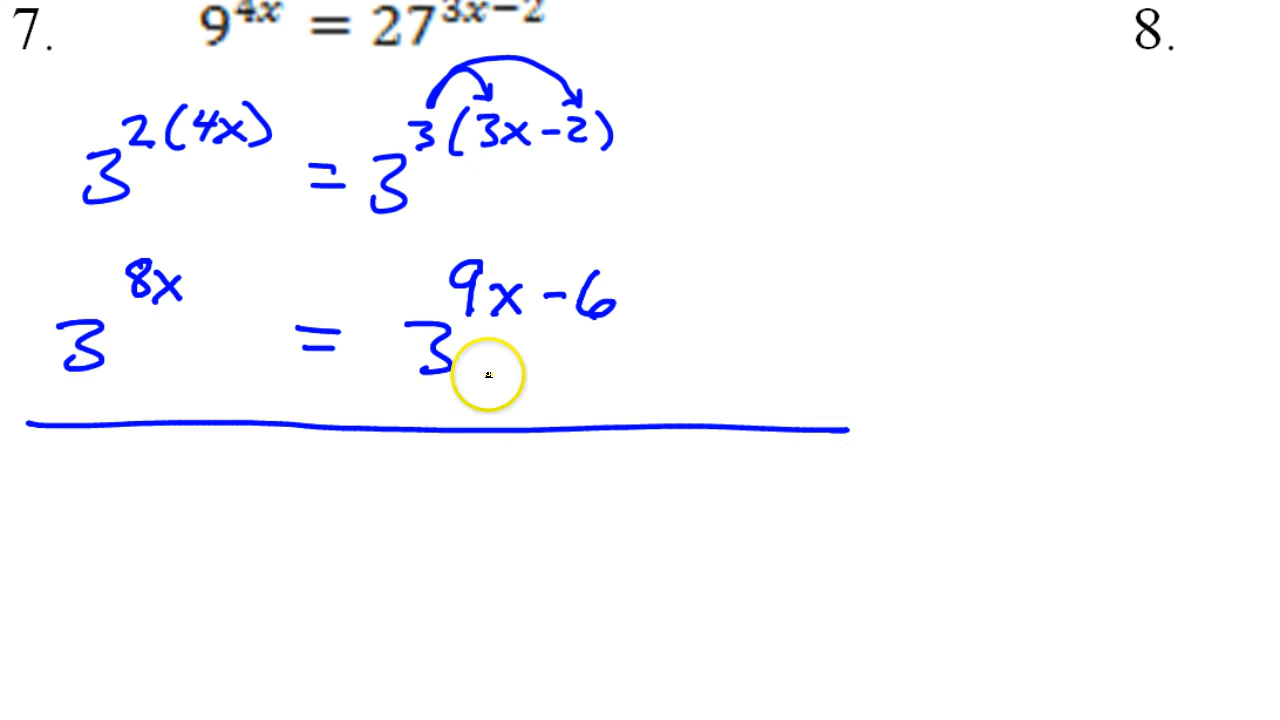 7. 9^{4x} = 27^{3x-2} 8.
3^{2(4x)} = 3^{3(3x-2)}
3^{8x} = 3^{9x-6}